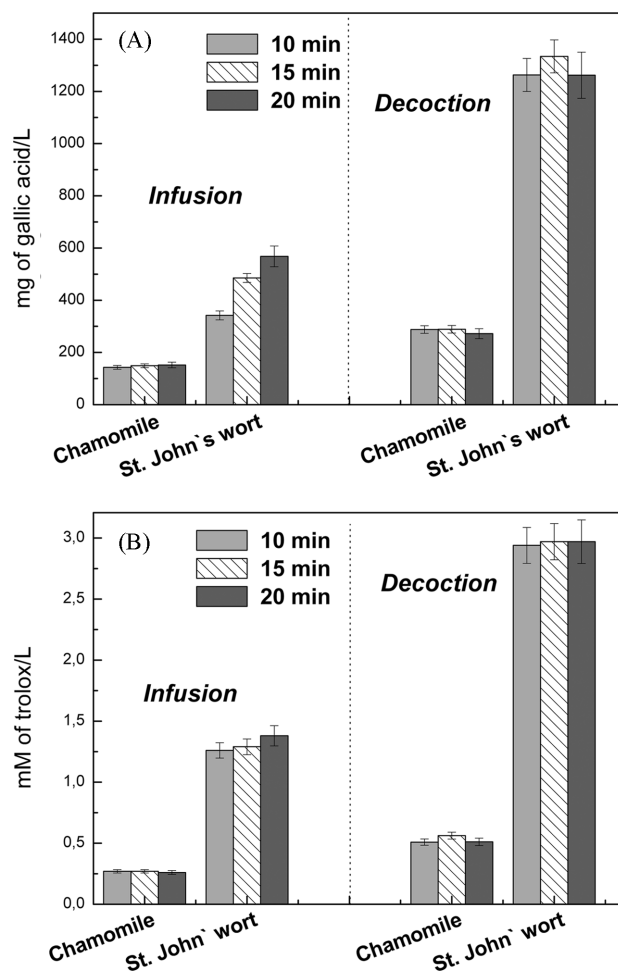 (A)
10 min
15 min
20 min
Decoction
Infusion
mg of gallic acid/L
1400
1200
1000
800
600
400
200
0
Chamomile
St. John`s wort
Chamomile
St. John`s wort
(B)
10 min
15 min
20 min
Decoction
Infusion
mM of trolox/L
3,0
2,5
2,0
1,5
1,0
0,5
0,0
Chamomile
St. John` wort
Chamomile
St. John` wort